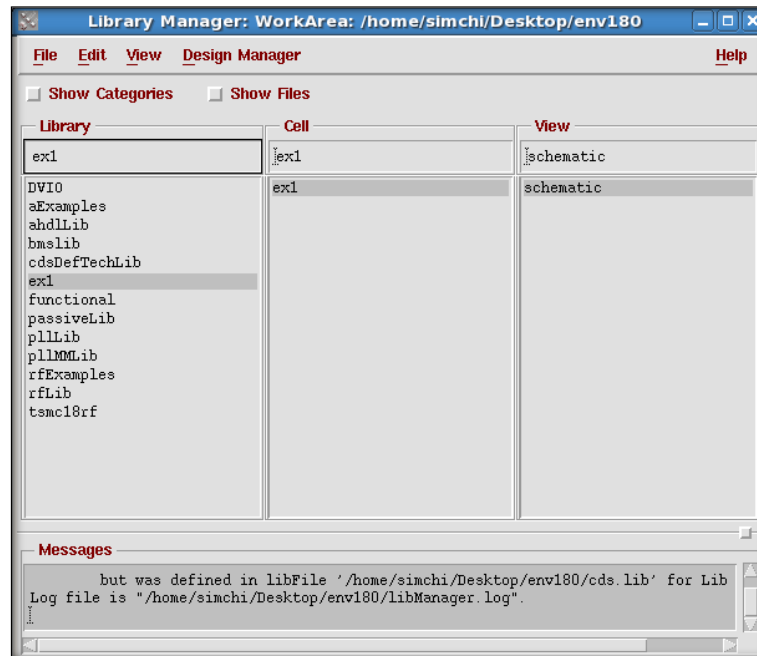 Library Manager: WorkArea: /home/simchi/Desktop/env180
File Edit View Design Manager Help
Show Categories Show Files
Library Cell View
ex1 ex1 schematic
DVIO ex1 schematic
aExamples
ahdlLib
bmslib
cdsDefTechLib
ex1
functional
passiveLib
pllLib
pllMMLib
rfExamples
rfLib
tsmc18rf
Messages
but was defined in libFile '/home/simchi/Desktop/env180/cds.lib' for Lib
Log file is "/home/simchi/Desktop/env180/libManager.log".